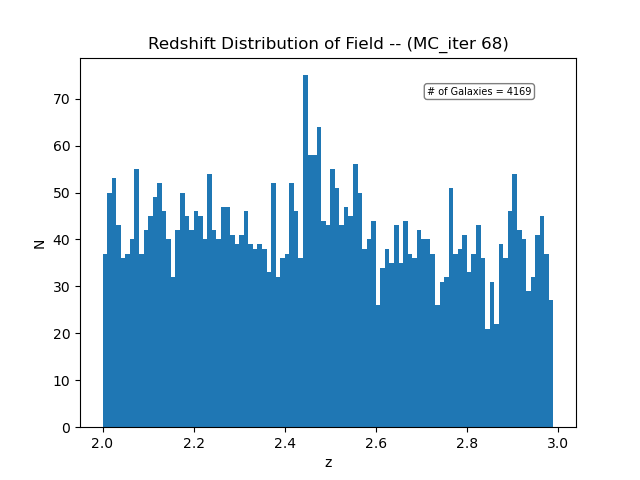 Redshift Distribution of Field -- (MC_iter 68)
# of Galaxies = 4169
70
60
50
40
30
20
10
0
N
2.0 2.2 2.4 2.6 2.8 3.0
z